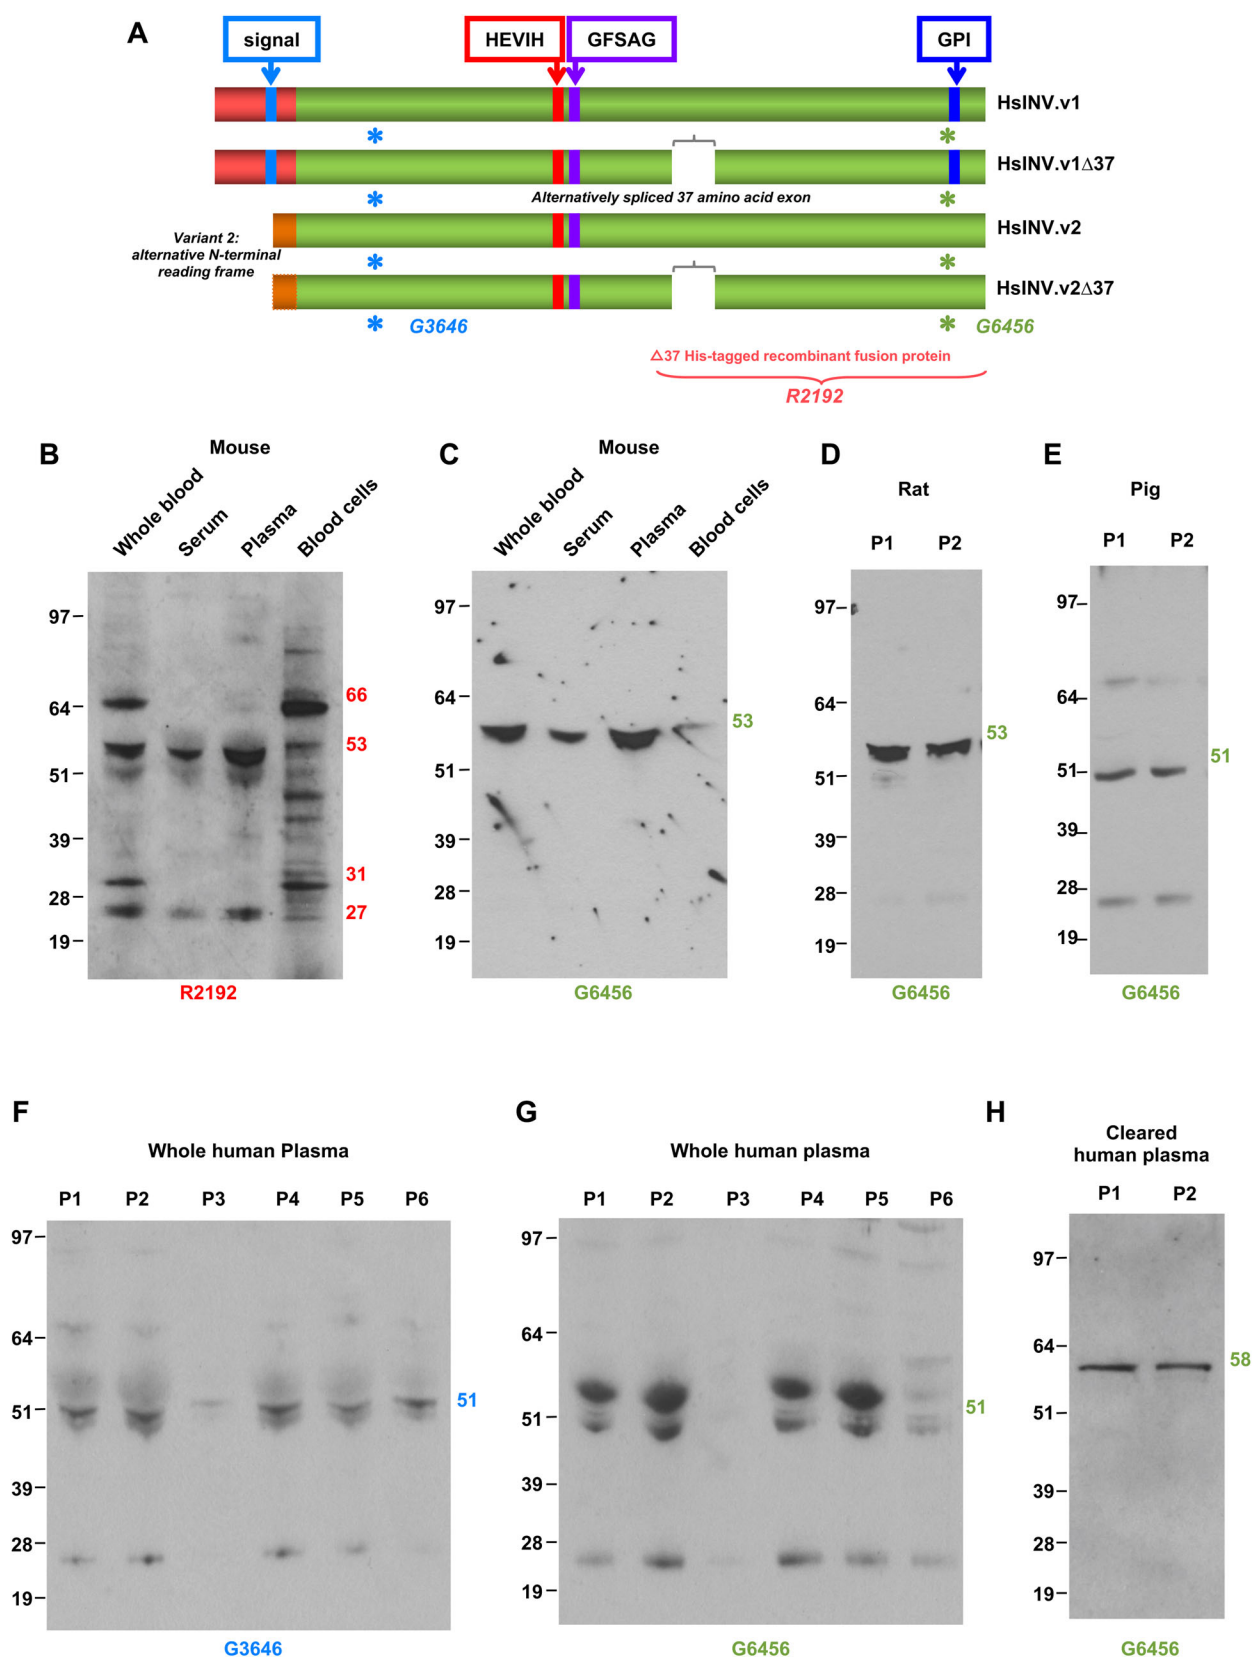 A
signal
HEVIH
GFSAG
GPI
HsINV.v1
* *
HsINV.v1Δ37
* *
Alternatively spliced 37 amino acid exon
HsINV.v2
Variant 2:
alternative N-terminal
reading frame
* *
HsINV.v2Δ37
* G3646 * G6456
Δ37 His-tagged recombinant fusion protein
R2192
B
Mouse
Whole blood
Serum
Plasma
Blood cells
97
64
51
39
28
19
66
53
31
27
R2192
C
Mouse
Whole blood
Serum
Plasma
Blood cells
97
64
51
39
28
19
53
G6456
D
Rat
P1 P2
97
64
51
39
28
19
53
G6456
E
Pig
P1 P2
97
64
51
39
28
19
51
G6456
F
Whole human Plasma
P1 P2 P3 P4 P5 P6
97
64
51
39
28
19
51
G3646
G
Whole human plasma
P1 P2 P3 P4 P5 P6
97
64
51
39
28
19
51
G6456
H
Cleared
human plasma
P1 P2
97
64
51
39
28
19
58
G6456